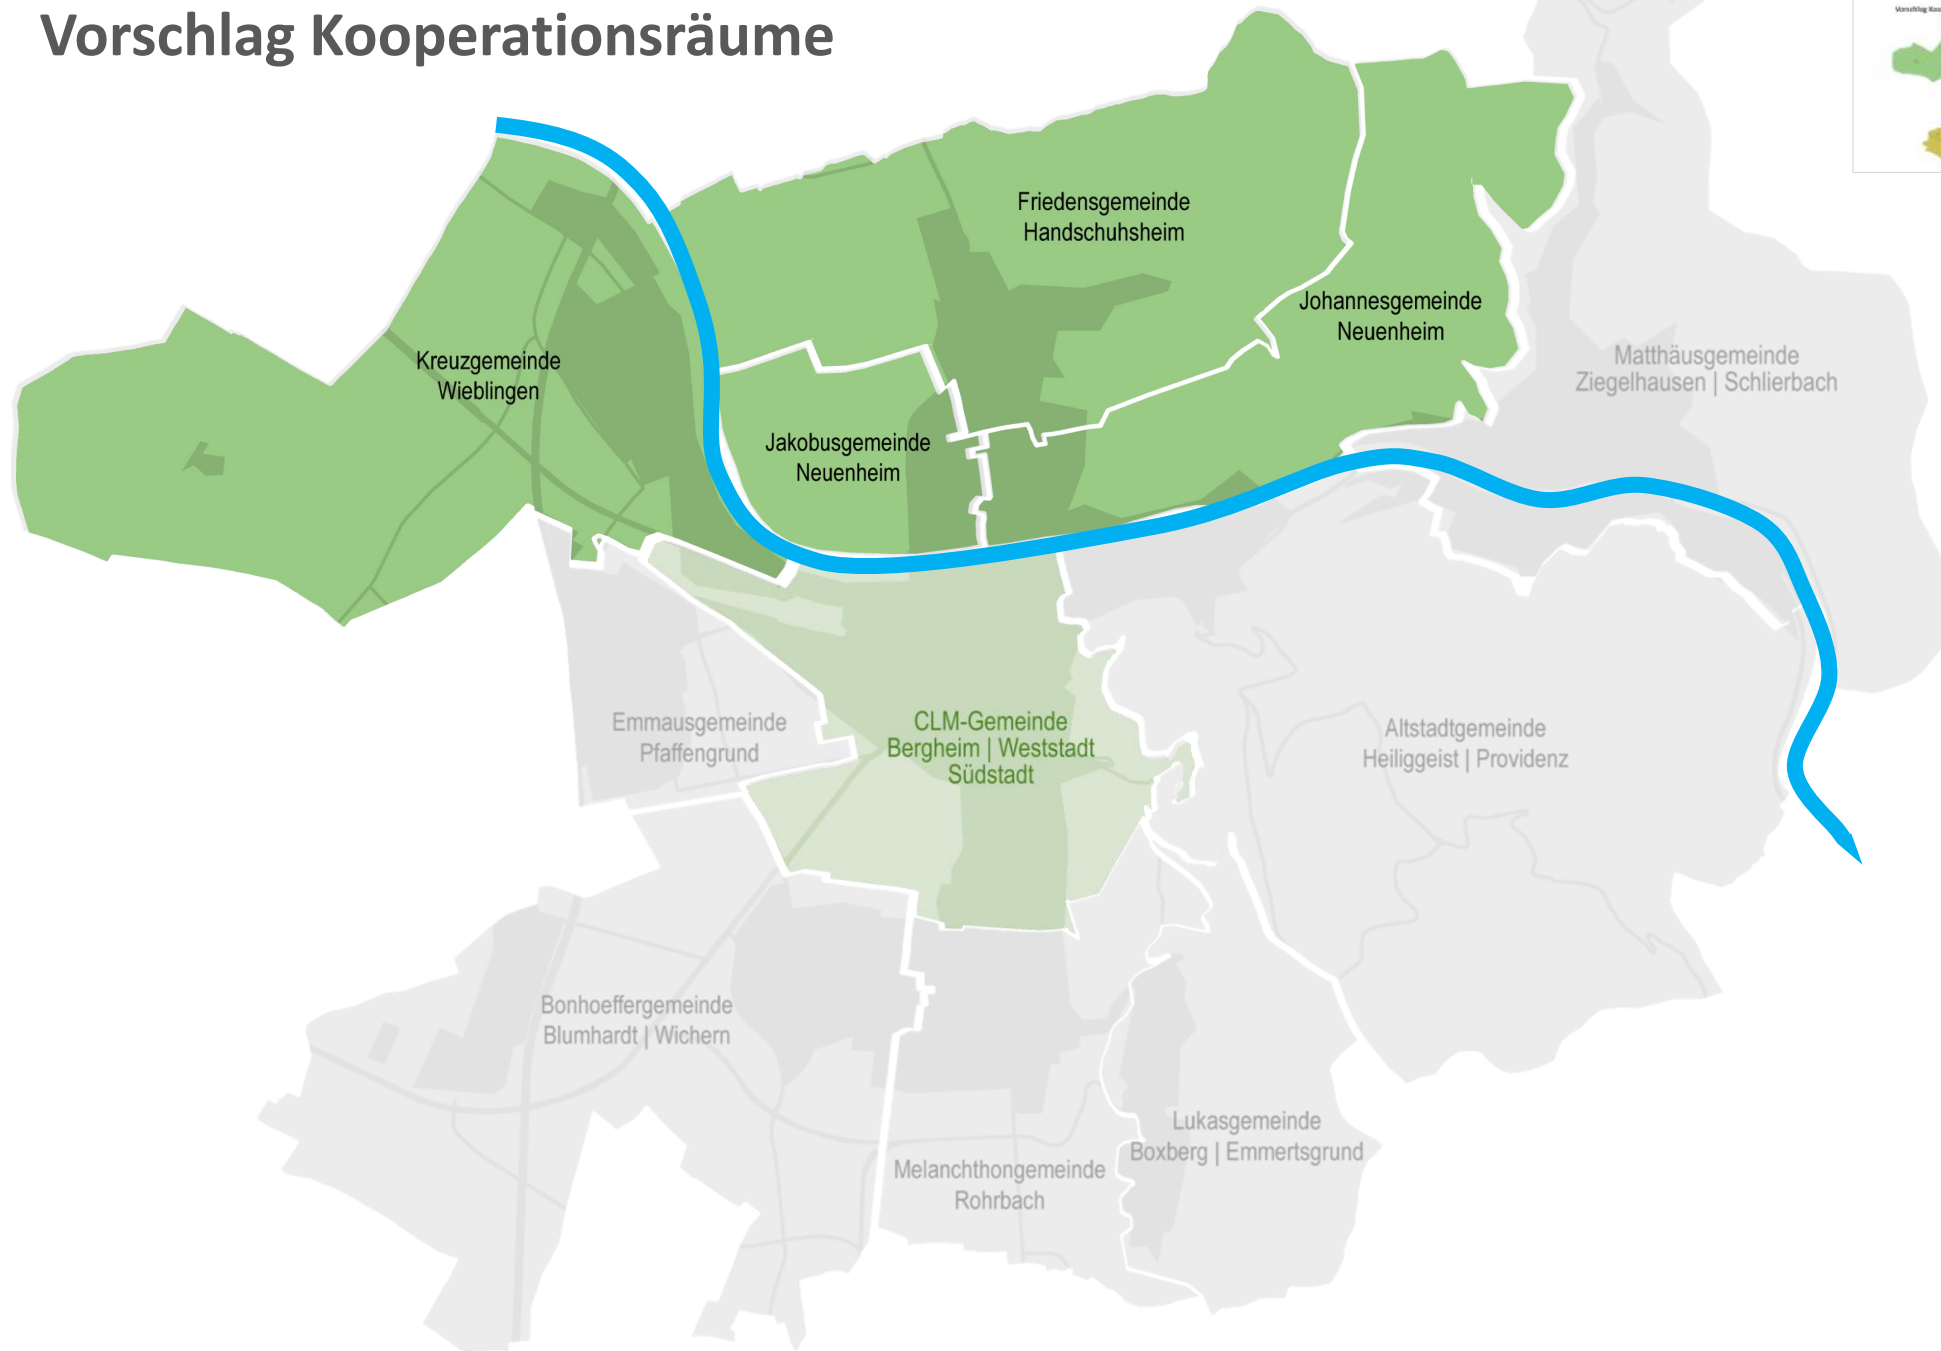 Vorschlag Kooperationsräume
Friedensgemeinde
Handschuhsheim
Johannesgemeinde
Neuenheim
Kreuzgemeinde
Wieblingen
Matthäusgemeinde
Ziegelhausen | Schlierbach
Jakobusgemeinde
Neuenheim
Emmausgemeinde
Pfaffengrund
CLM-Gemeinde
Bergheim | Weststadt
Südstadt
Altstadtgemeinde
Heiliggeist | Providenz
Bonhoeffergemeinde
Blumhardt | Wichern
Lukasgemeinde
Boxberg | Emmertsgrund
Melanchthongemeinde
Rohrbach